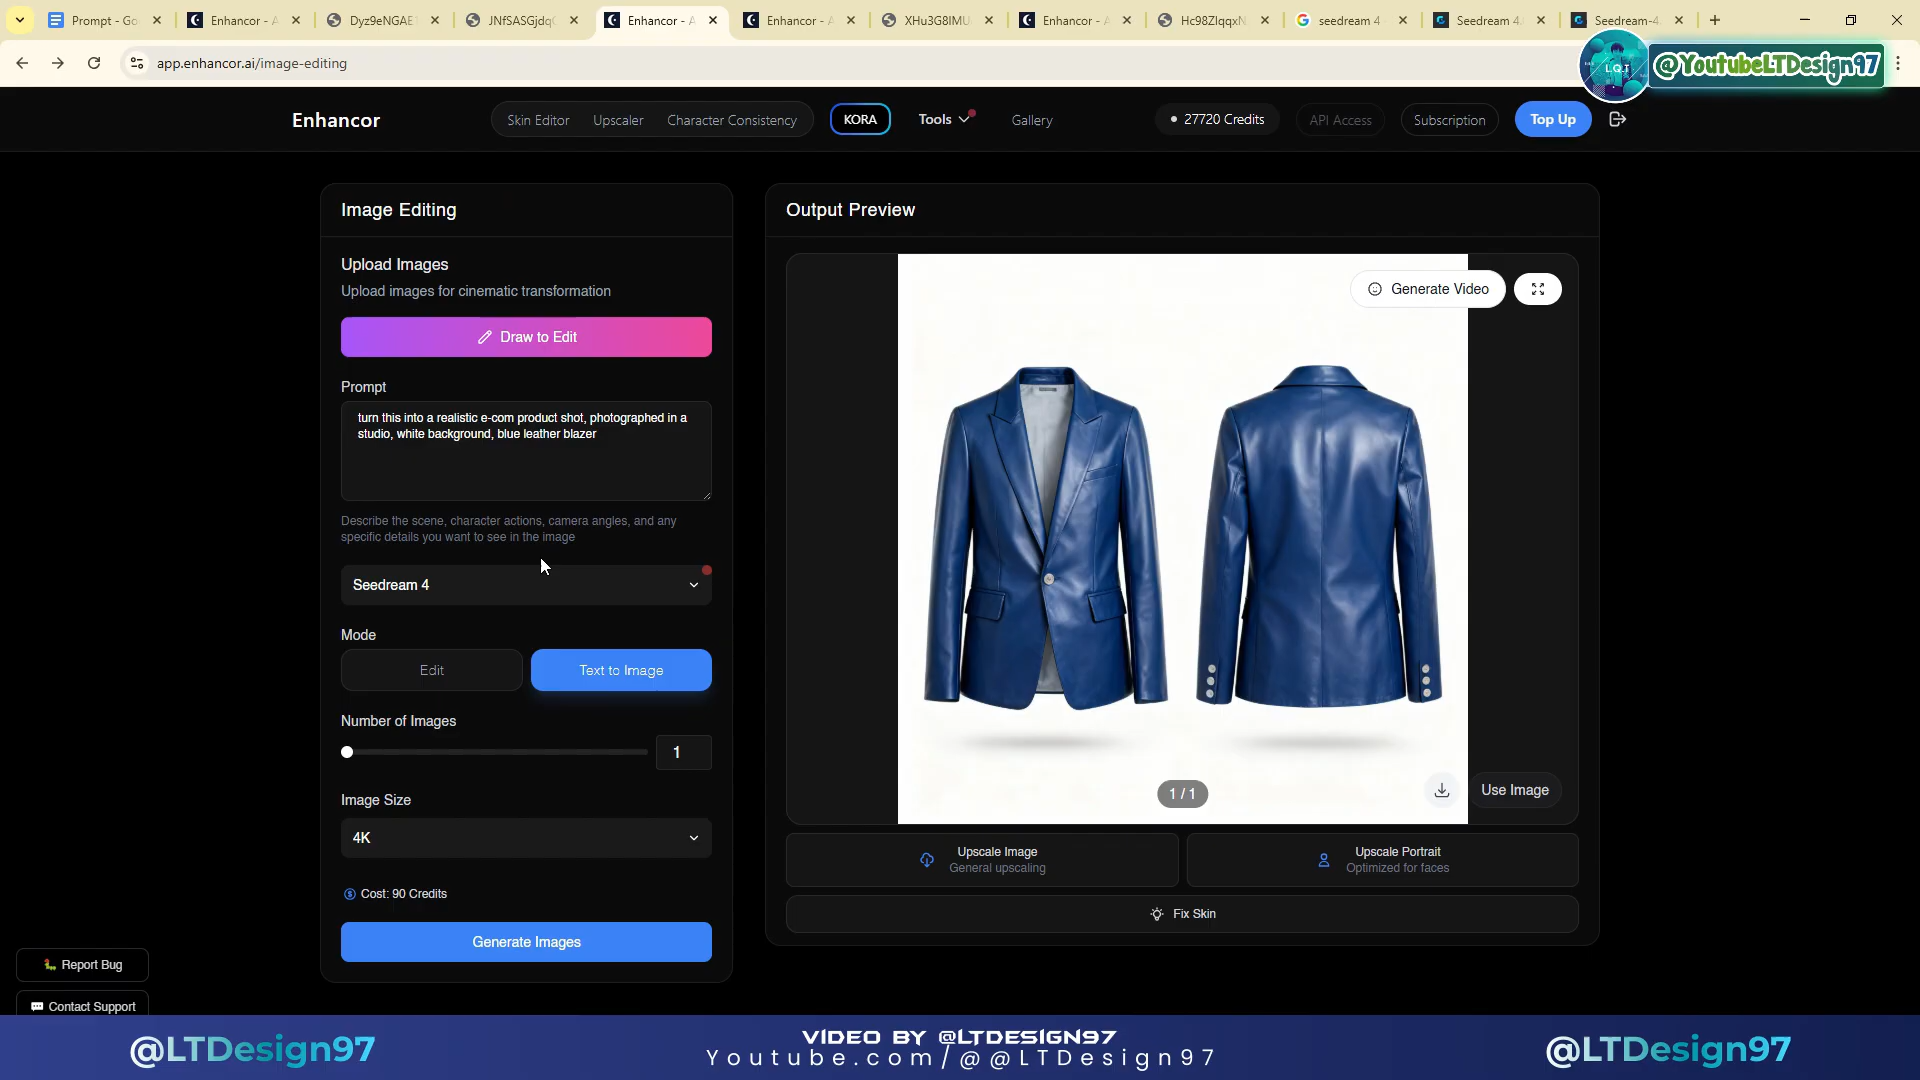 Prompt - Go
Enhancor - A
Dyz9eNGAE
JNfSASGjdq
Enhancor - A
Enhancor - A
XHu3G8IMU
Enhancor - A
Hc98ZIqqxN
seedream 4
Seedream 4
Seedream-4
app.enhancor.ai/image-editing
L.Q.T
@YoutubeLTDesign97
Enhancor
Skin Editor
Upscaler
Character Consistency
KORA
Tools
Gallery
27720 Credits
API Access
Subscription
Top Up
Image Editing
Upload Images
Upload images for cinematic transformation
Draw to Edit
Prompt
turn this into a realistic e-com product shot, photographed in a
studio, white background, blue leather blazer
Describe the scene, character actions, camera angles, and any
specific details you want to see in the image
Seedream 4
Mode
Edit
Text to Image
Number of Images
1
Image Size
4K
Cost: 90 Credits
Generate Images
Output Preview
Generate Video
1 / 1
Use Image
Upscale Image
General upscaling
Upscale Portrait
Optimized for faces
Fix Skin
Report Bug
Contact Support
@LTDesign97
VIDEO BY @LTDESIGN97
Youtube.com/@@LTDesign97
@LTDesign97